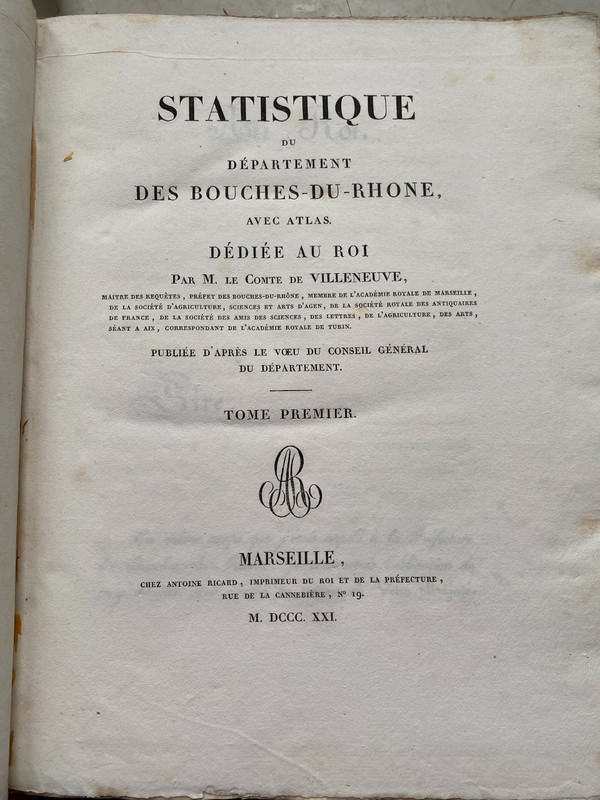 STATISTIQUE
DU
DÉPARTEMENT
DES BOUCHES-DU-RHONE,
AVEC ATLAS.
DÉDIÉE AU ROI
PAR M. LE COMTE DE VILLENEUVE,
MAITRE DES REQUÊTES, PRÉFET DES BOUCHES-DU-RHÔNE, MEMBRE DE L'ACADÉMIE ROYALE DE MARSEILLE,
DE LA SOCIÉTÉ D'AGRICULTURE, SCIENCES ET ARTS D'AGEN, DE LA SOCIÉTÉ ROYALE DES ANTIQUAIRES
DE FRANCE, DE LA SOCIÉTÉ DES AMIS DES SCIENCES, DES LETTRES, DE L'AGRICULTURE, DES ARTS,
SÉANT A AIX, CORRESPONDANT DE L'ACADÉMIE ROYALE DE TURIN.
PUBLIÉE D'APRÈS LE VŒU DU CONSEIL GÉNÉRAL
DU DÉPARTEMENT.
TOME PREMIER.
AR
MARSEILLE,
CHEZ ANTOINE RICARD, IMPRIMEUR DU ROI ET DE LA PRÉFECTURE,
RUE DE LA CANNEBIÈRE, N° 19.
M. DCCC. XXI.